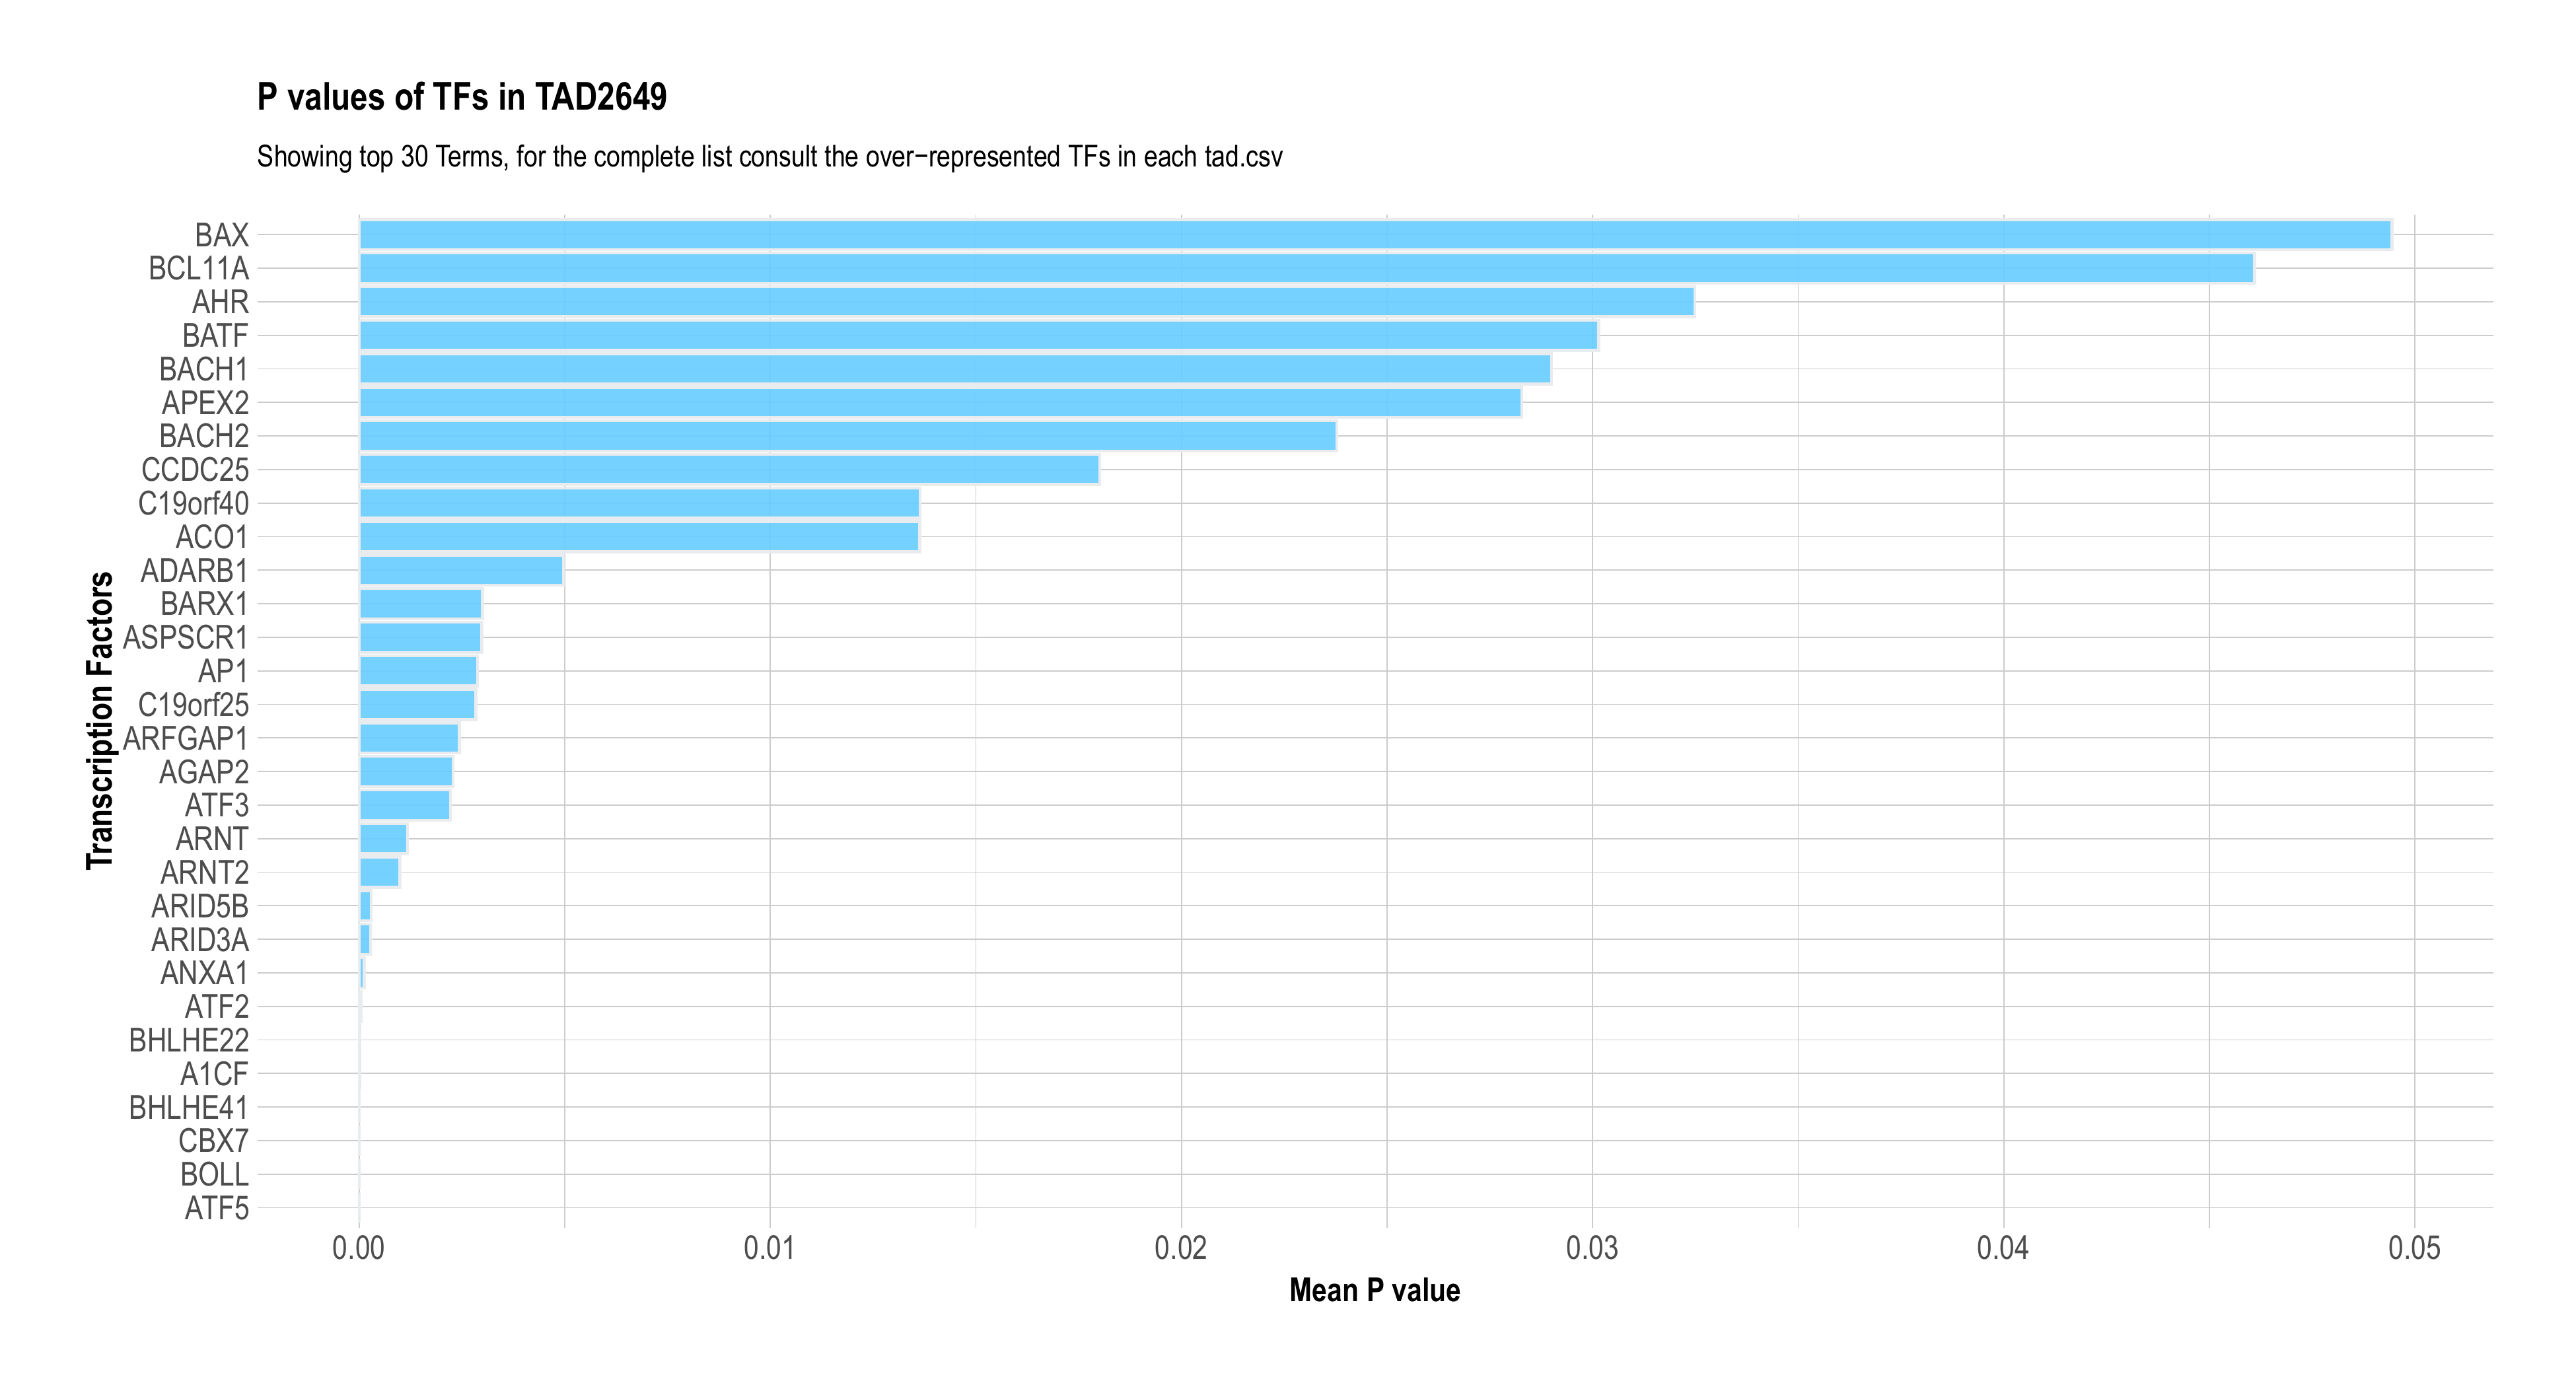 P values of TFs in TAD2649
Showing top 30 Terms, for the complete list consult the over−represented TFs in each tad.csv
Transcription Factors
BAX
BCL11A
AHR
BATF
BACH1
APEX2
BACH2
CCDC25
C19orf40
ACO1
ADARB1
BARX1
ASPSCR1
AP1
C19orf25
ARFGAP1
AGAP2
ATF3
ARNT
ARNT2
ARID5B
ARID3A
ANXA1
ATF2
BHLHE22
A1CF
BHLHE41
CBX7
BOLL
ATF5
0.00 0.01 0.02 0.03 0.04 0.05
Mean P value